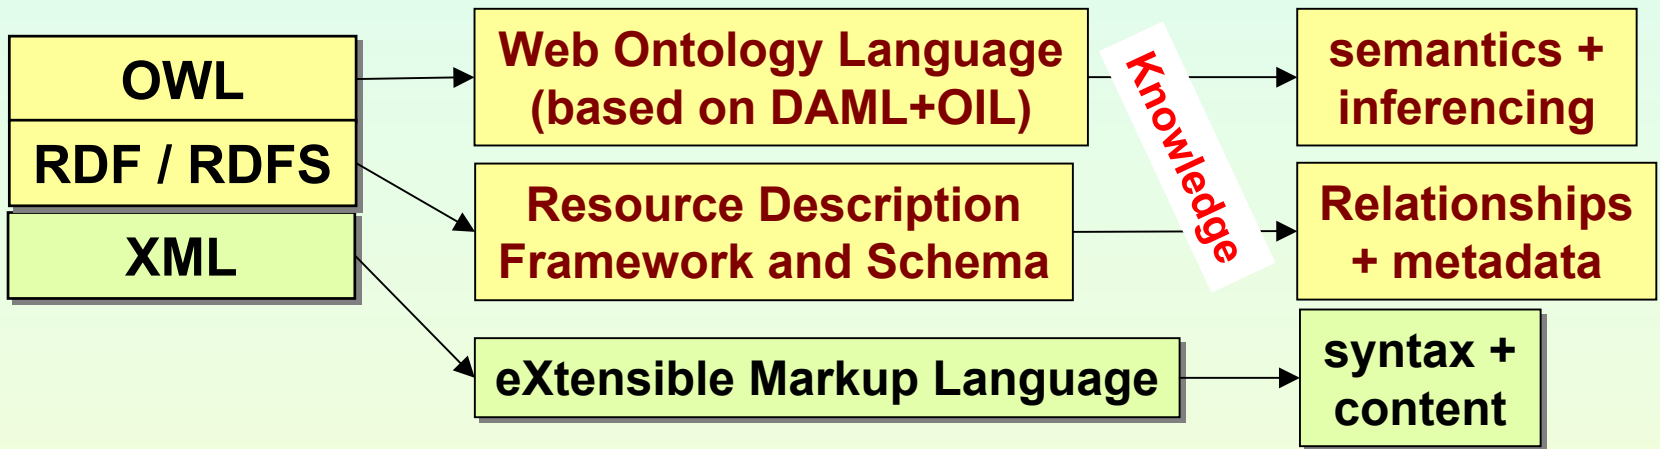 OWL
RDF / RDFS
XML
Web Ontology Language
(based on DAML+OIL)
Resource Description
Framework and Schema
eXtensible Markup Language
Knowledge
semantics +
inferencing
Relationships
+ metadata
syntax +
content